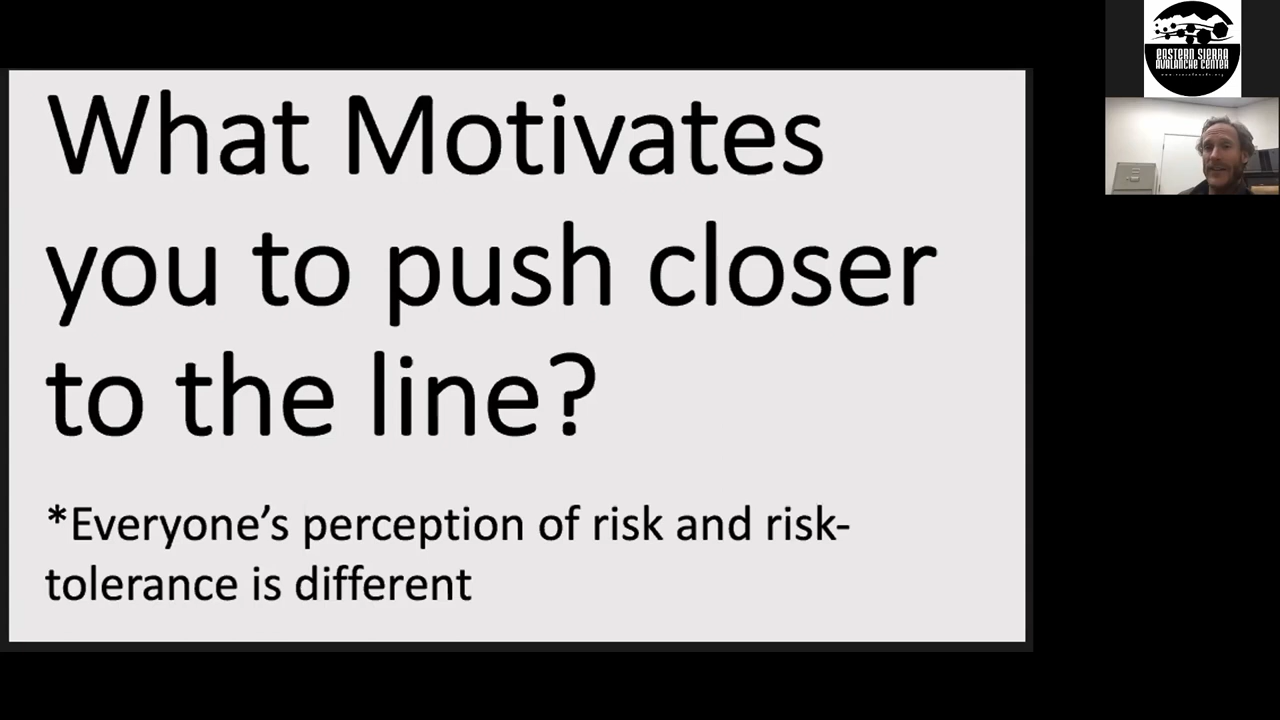 What Motivates
you to push closer
to the line?
*Everyone’s perception of risk and risk-
tolerance is different
EASTERN SIERRA
AVALANCHE CENTER